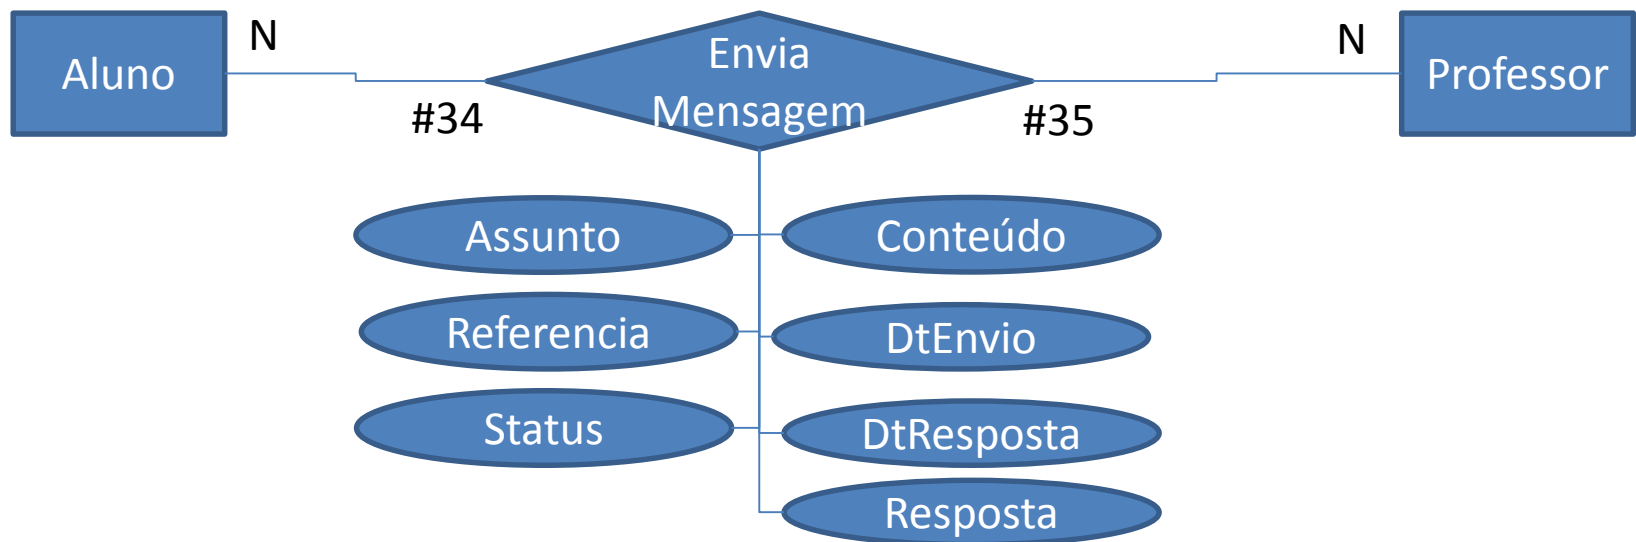 Aluno
N
#34
Envia
Mensagem
#35
N
Professor
Assunto
Conteúdo
Referencia
DtEnvio
Status
DtResposta
Resposta